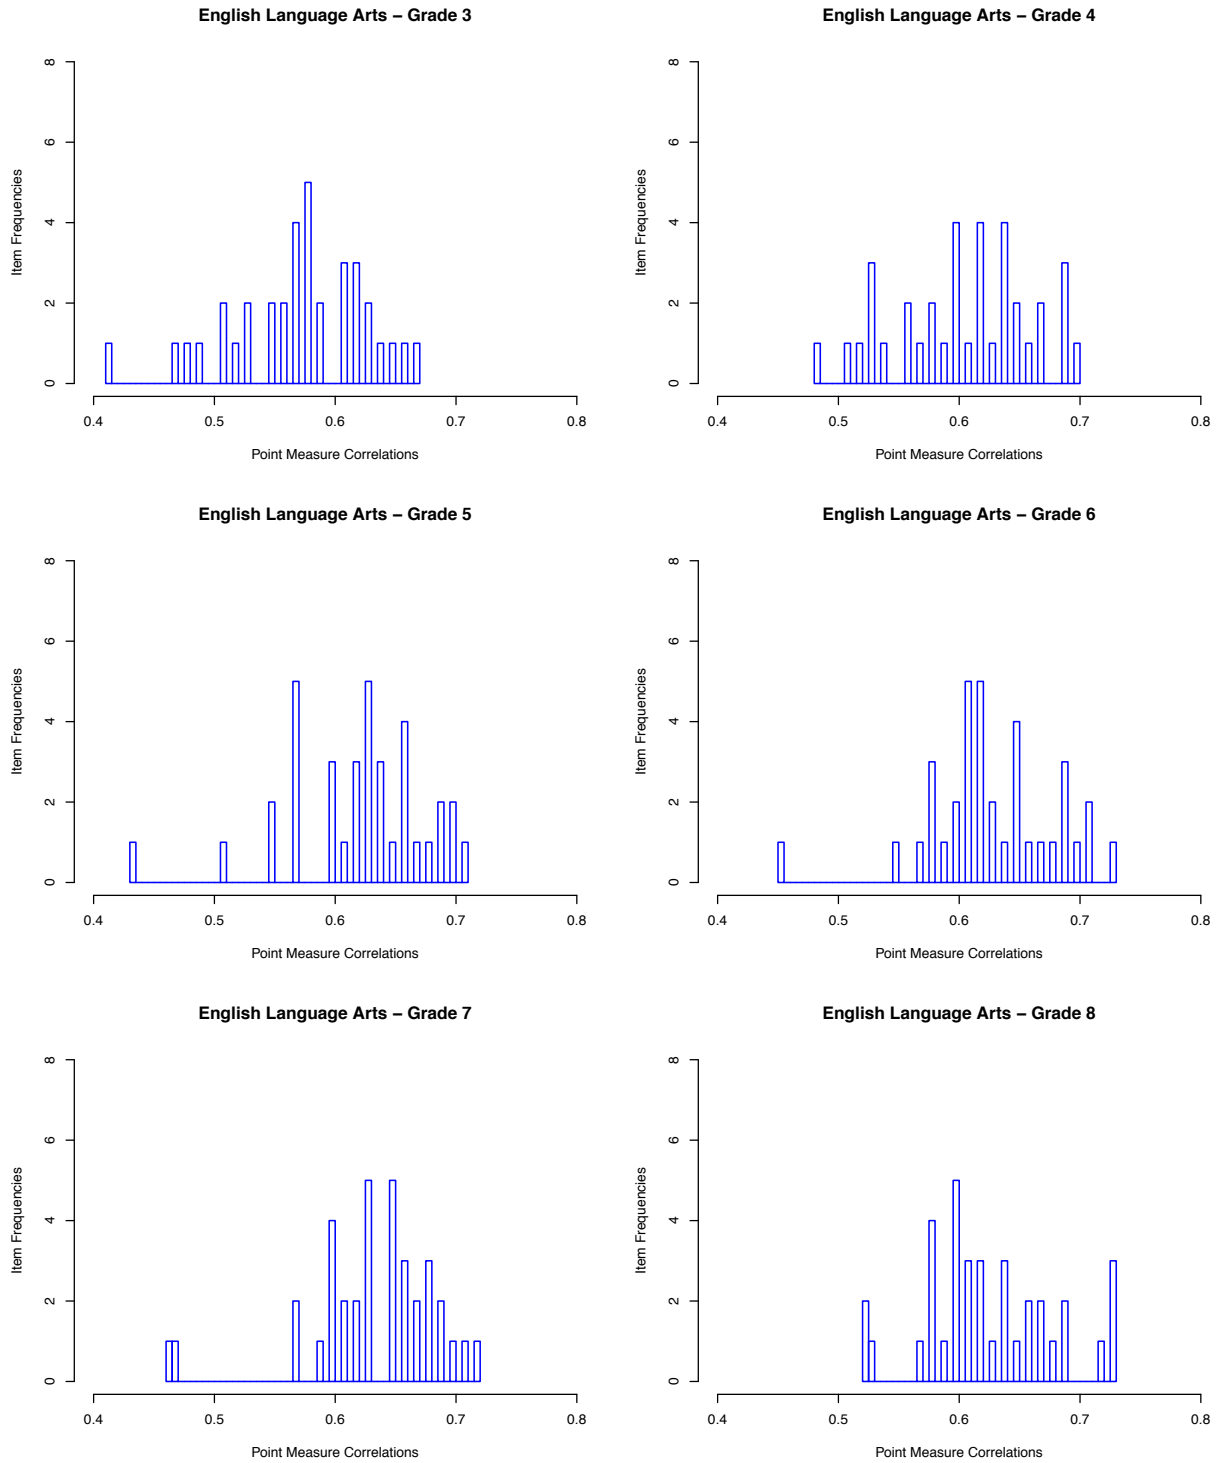 English Language Arts – Grade 3
8
6
4
2
0
Item Frequencies
0.4 0.5 0.6 0.7 0.8
Point Measure Correlations
English Language Arts – Grade 4
8
6
4
2
0
Item Frequencies
0.4 0.5 0.6 0.7 0.8
Point Measure Correlations
English Language Arts – Grade 5
8
6
4
2
0
Item Frequencies
0.4 0.5 0.6 0.7 0.8
Point Measure Correlations
English Language Arts – Grade 6
8
6
4
2
0
Item Frequencies
0.4 0.5 0.6 0.7 0.8
Point Measure Correlations
English Language Arts – Grade 7
8
6
4
2
0
Item Frequencies
0.4 0.5 0.6 0.7 0.8
Point Measure Correlations
English Language Arts – Grade 8
8
6
4
2
0
Item Frequencies
0.4 0.5 0.6 0.7 0.8
Point Measure Correlations